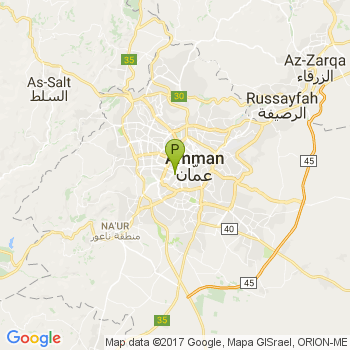 35
Az-Zarqa
الزرقاء
As-Salt
السلط
30
Russayfah
الرصيفة
P
Amman
عمان
45
NA'UR
منطقة ناعور
40
45
35
Google
Map data ©2017 Google, Mapa GISrael, ORION-ME